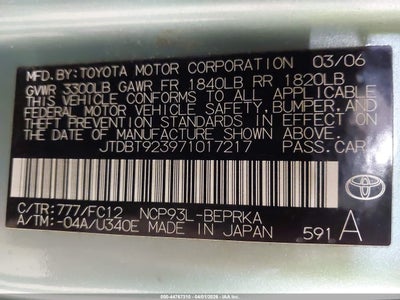 MFD. BY: TOYOTA MOTOR CORPORATION 03/06
GVWR 3300LB GAWR FR 1840LB RR 1820LB
THIS VEHICLE CONFORMS TO ALL APPLICABLE
FEDERAL MOTOR VEHICLE SAFETY, BUMPER, AND
THEFT PREVENTION STANDARDS IN EFFECT ON
THE DATE OF MANUFACTURE SHOWN ABOVE.
JTDBT923971017217 PASS. CAR
C/TR: 777/FC12 NCP93L-BEPRKA
A/TM: -04A/U340E MADE IN JAPAN 591 A
TOYOTA